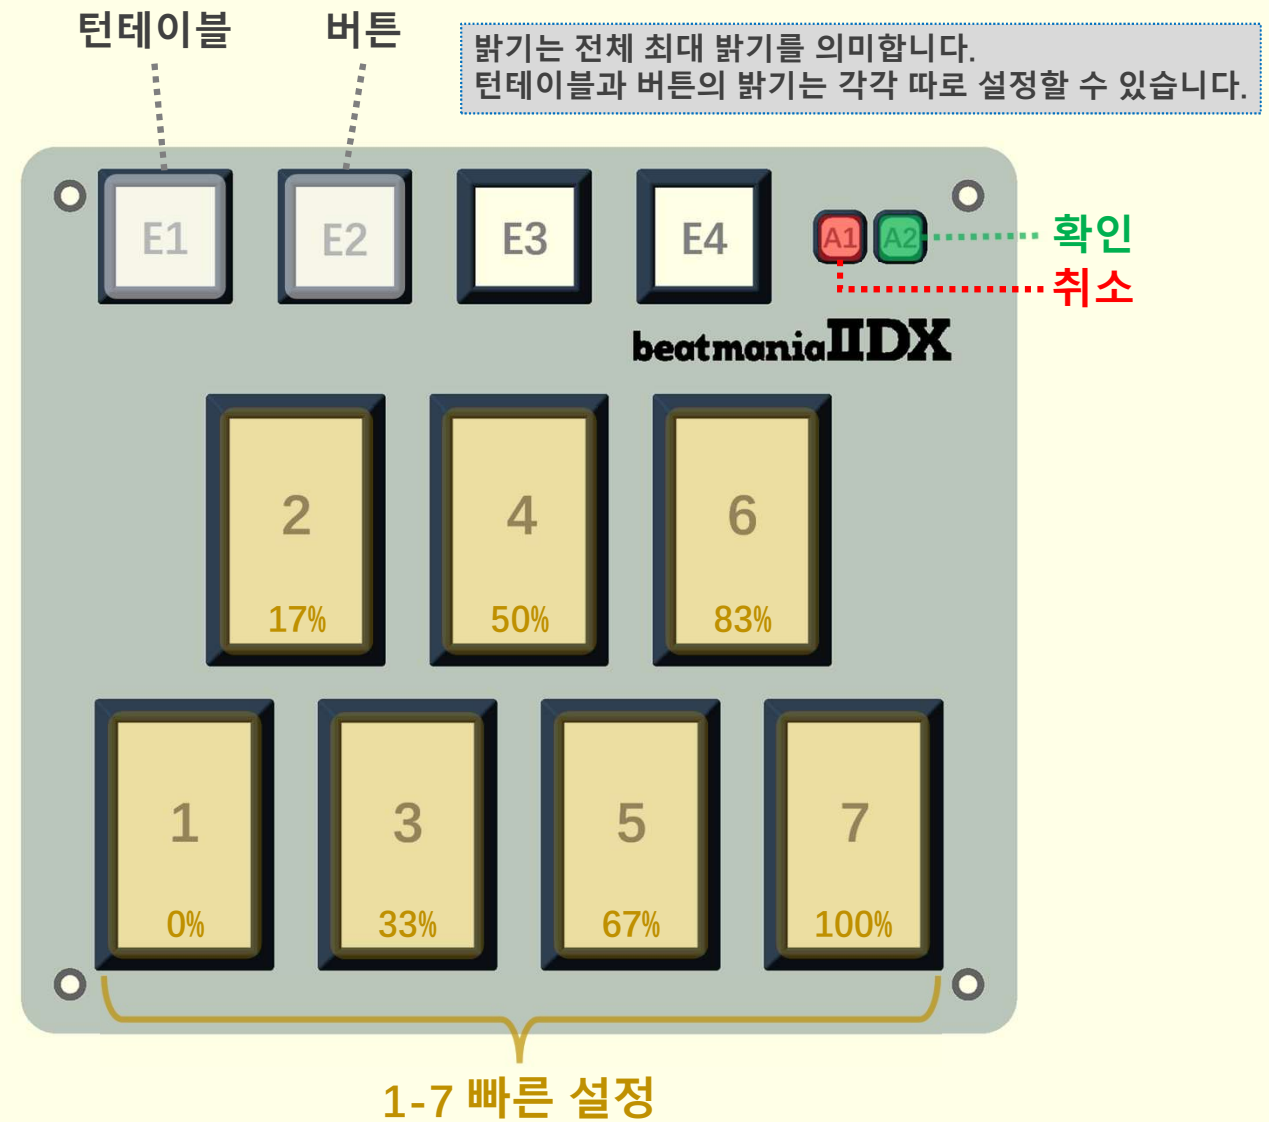 턴테이블
버튼
밝기는 전체 최대 밝기를 의미합니다.
턴테이블과 버튼의 밝기는 각각 따로 설정할 수 있습니다.
E1
E2
E3
E4
A1
A2
확인
취소
beatmania IIDX
2
4
6
17%
50%
83%
1
3
5
7
0%
33%
67%
100%
1-7 빠른 설정